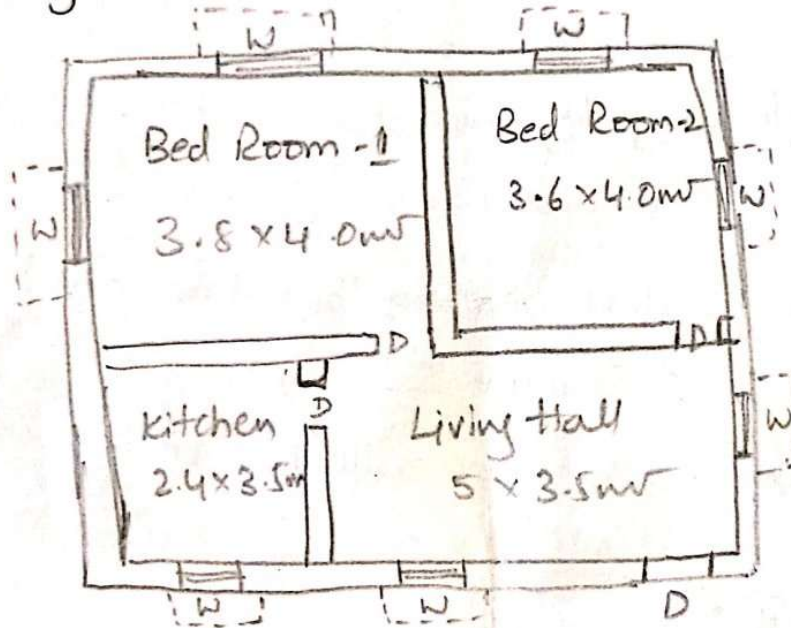 W
W
Bed Room - 1
Bed Room-2
3.6 x 4.0m
W
W
3.8 x 4.0m
D
D
D
Kitchen
Living Hall
W
2.4 x 3.5m
5 x 3.5m
W
W
D